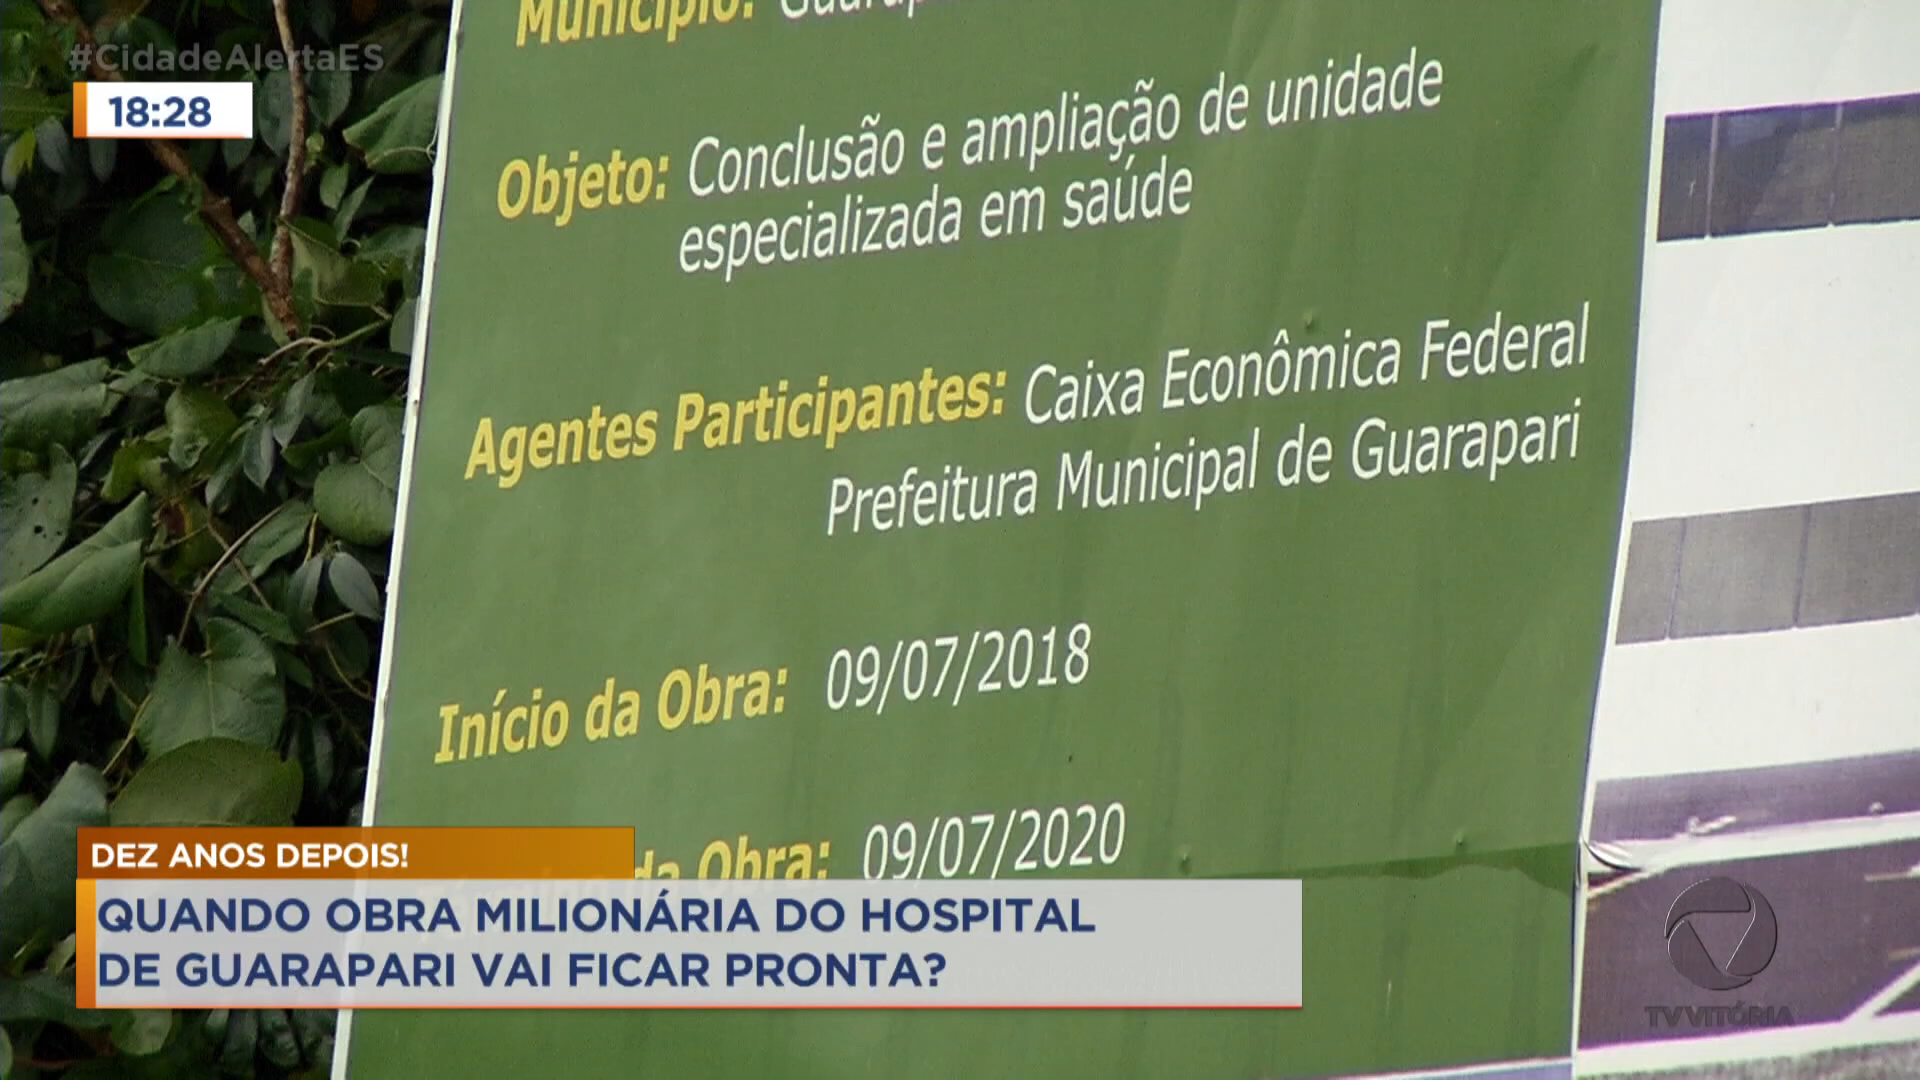 #CidadeAlertaES
18:28
Município:
Objeto: Conclusão e ampliação de unidade
especializada em saúde
Agentes Participantes: Caixa Econômica Federal
Prefeitura Municipal de Guarapari
Início da Obra: 09/07/2018
da Obra: 09/07/2020
DEZ ANOS DEPOIS!
QUANDO OBRA MILIONÁRIA DO HOSPITAL
DE GUARAPARI VAI FICAR PRONTA?
TV VITÓRIA